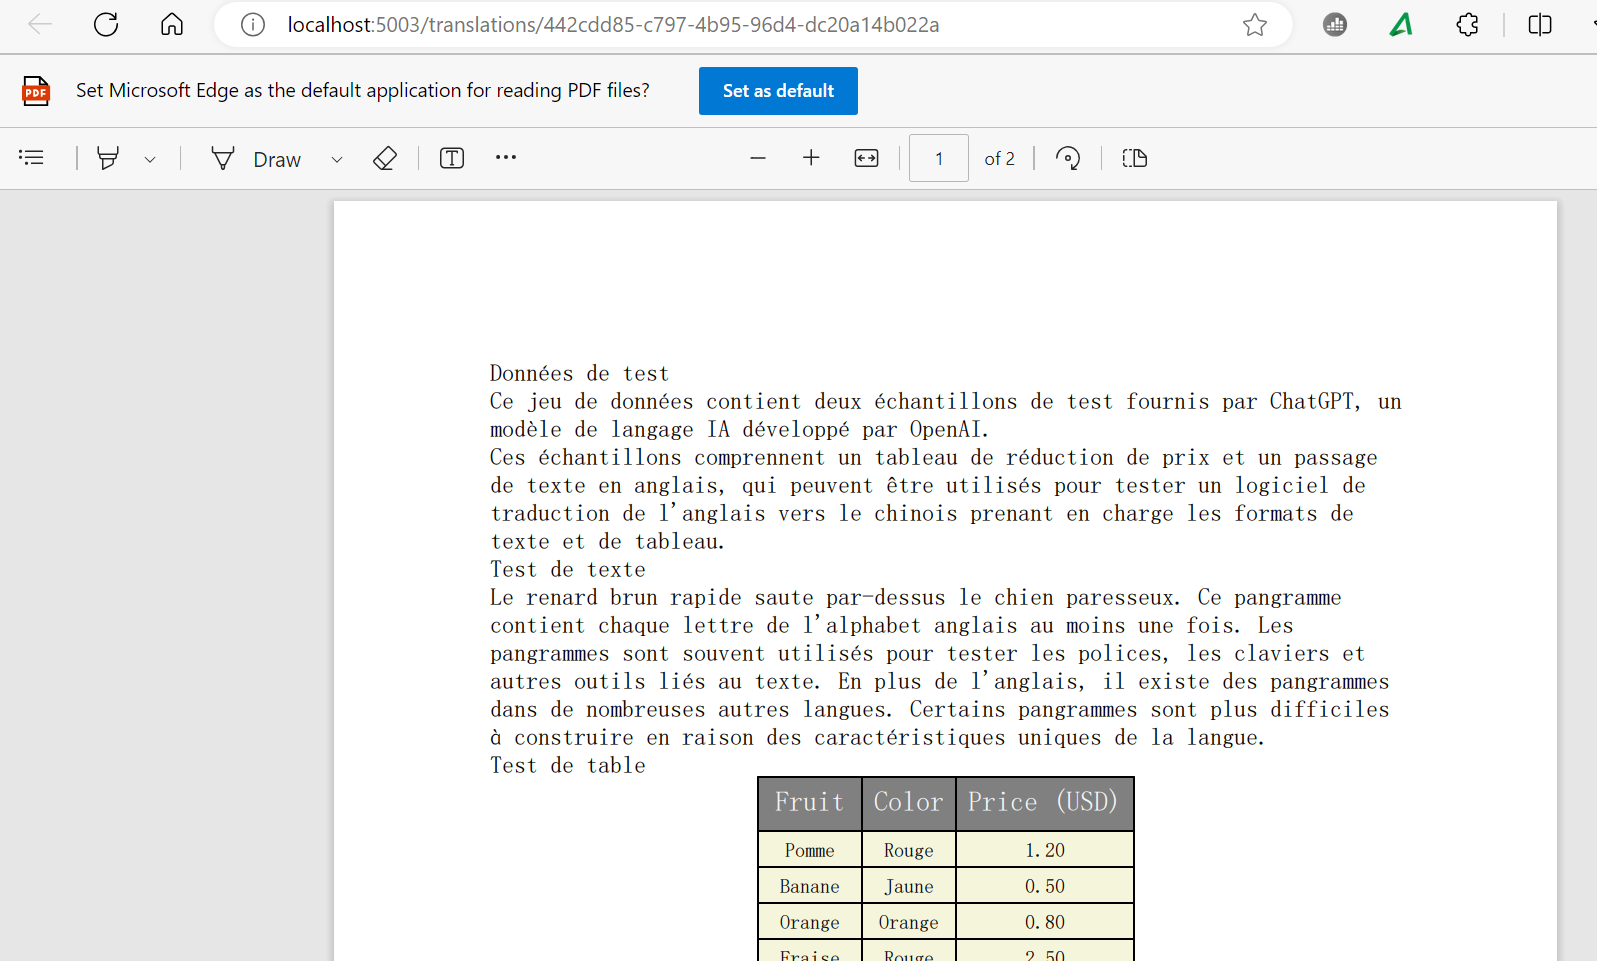 localhost:5003/translations/442cdd85-c797-4b95-96d4-dc20a14b022a
PDF Set Microsoft Edge as the default application for reading PDF files? Set as default
Draw T 1 of 2
Données de test
Ce jeu de données contient deux échantillons de test fournis par ChatGPT, un
modèle de langage IA développé par OpenAI.
Ces échantillons comprennent un tableau de réduction de prix et un passage
de texte en anglais, qui peuvent être utilisés pour tester un logiciel de
traduction de l'anglais vers le chinois prenant en charge les formats de
texte et de tableau.
Test de texte
Le renard brun rapide saute par-dessus le chien paresseux. Ce pangramme
contient chaque lettre de l'alphabet anglais au moins une fois. Les
pangrammes sont souvent utilisés pour tester les polices, les claviers et
autres outils liés au texte. En plus de l'anglais, il existe des pangrammes
dans de nombreuses autres langues. Certains pangrammes sont plus difficiles
à construire en raison des caractéristiques uniques de la langue.
Test de table
Fruit Color Price (USD)
Pomme Rouge 1.20
Banane Jaune 0.50
Orange Orange 0.80
Fraise Rouge 2.50